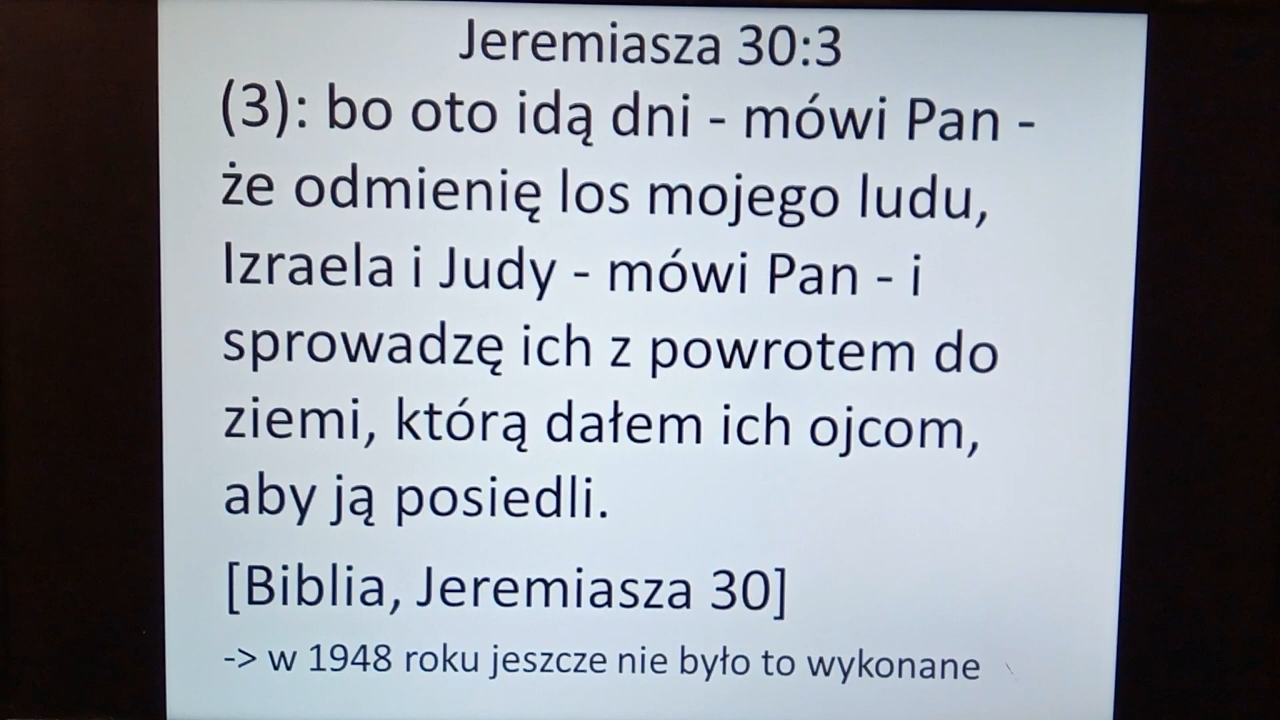 Jeremiasza 30:3
(3): bo oto idą dni - mówi Pan -
że odmienię los mojego ludu,
Izraela i Judy - mówi Pan - i
sprowadzę ich z powrotem do
ziemi, którą dałem ich ojcom,
aby ją posiedli.
[Biblia, Jeremiasza 30]
-> w 1948 roku jeszcze nie było to wykonane